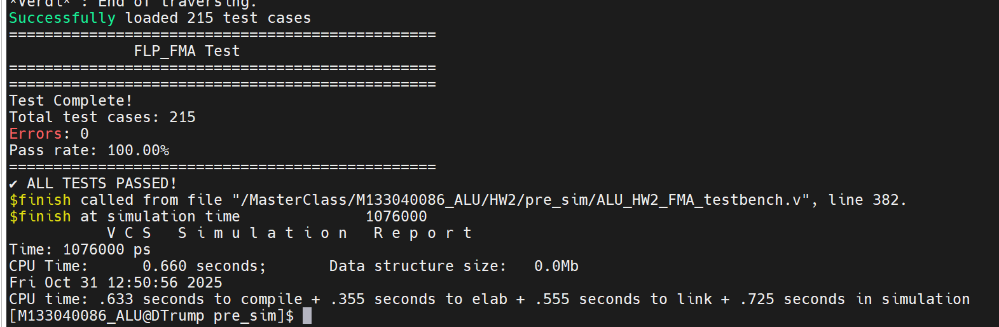 *Verdi* : End of traversing.
Successfully loaded 215 test cases
================================================
              FLP_FMA Test
================================================
================================================
Test Complete!
Total test cases: 215
Errors: 0
Pass rate: 100.00%
================================================
✔ ALL TESTS PASSED!
$finish called from file "/MasterClass/M133040086_ALU/HW2/pre_sim/ALU_HW2_FMA_testbench.v", line 382.
$finish at simulation time              1076000
           V C S   S i m u l a t i o n   R e p o r t
Time: 1076000 ps
CPU Time:      0.660 seconds;       Data structure size:   0.0Mb
Fri Oct 31 12:50:56 2025
CPU time: .633 seconds to compile + .355 seconds to elab + .555 seconds to link + .725 seconds in simulation
[M133040086_ALU@DTrump pre_sim]$